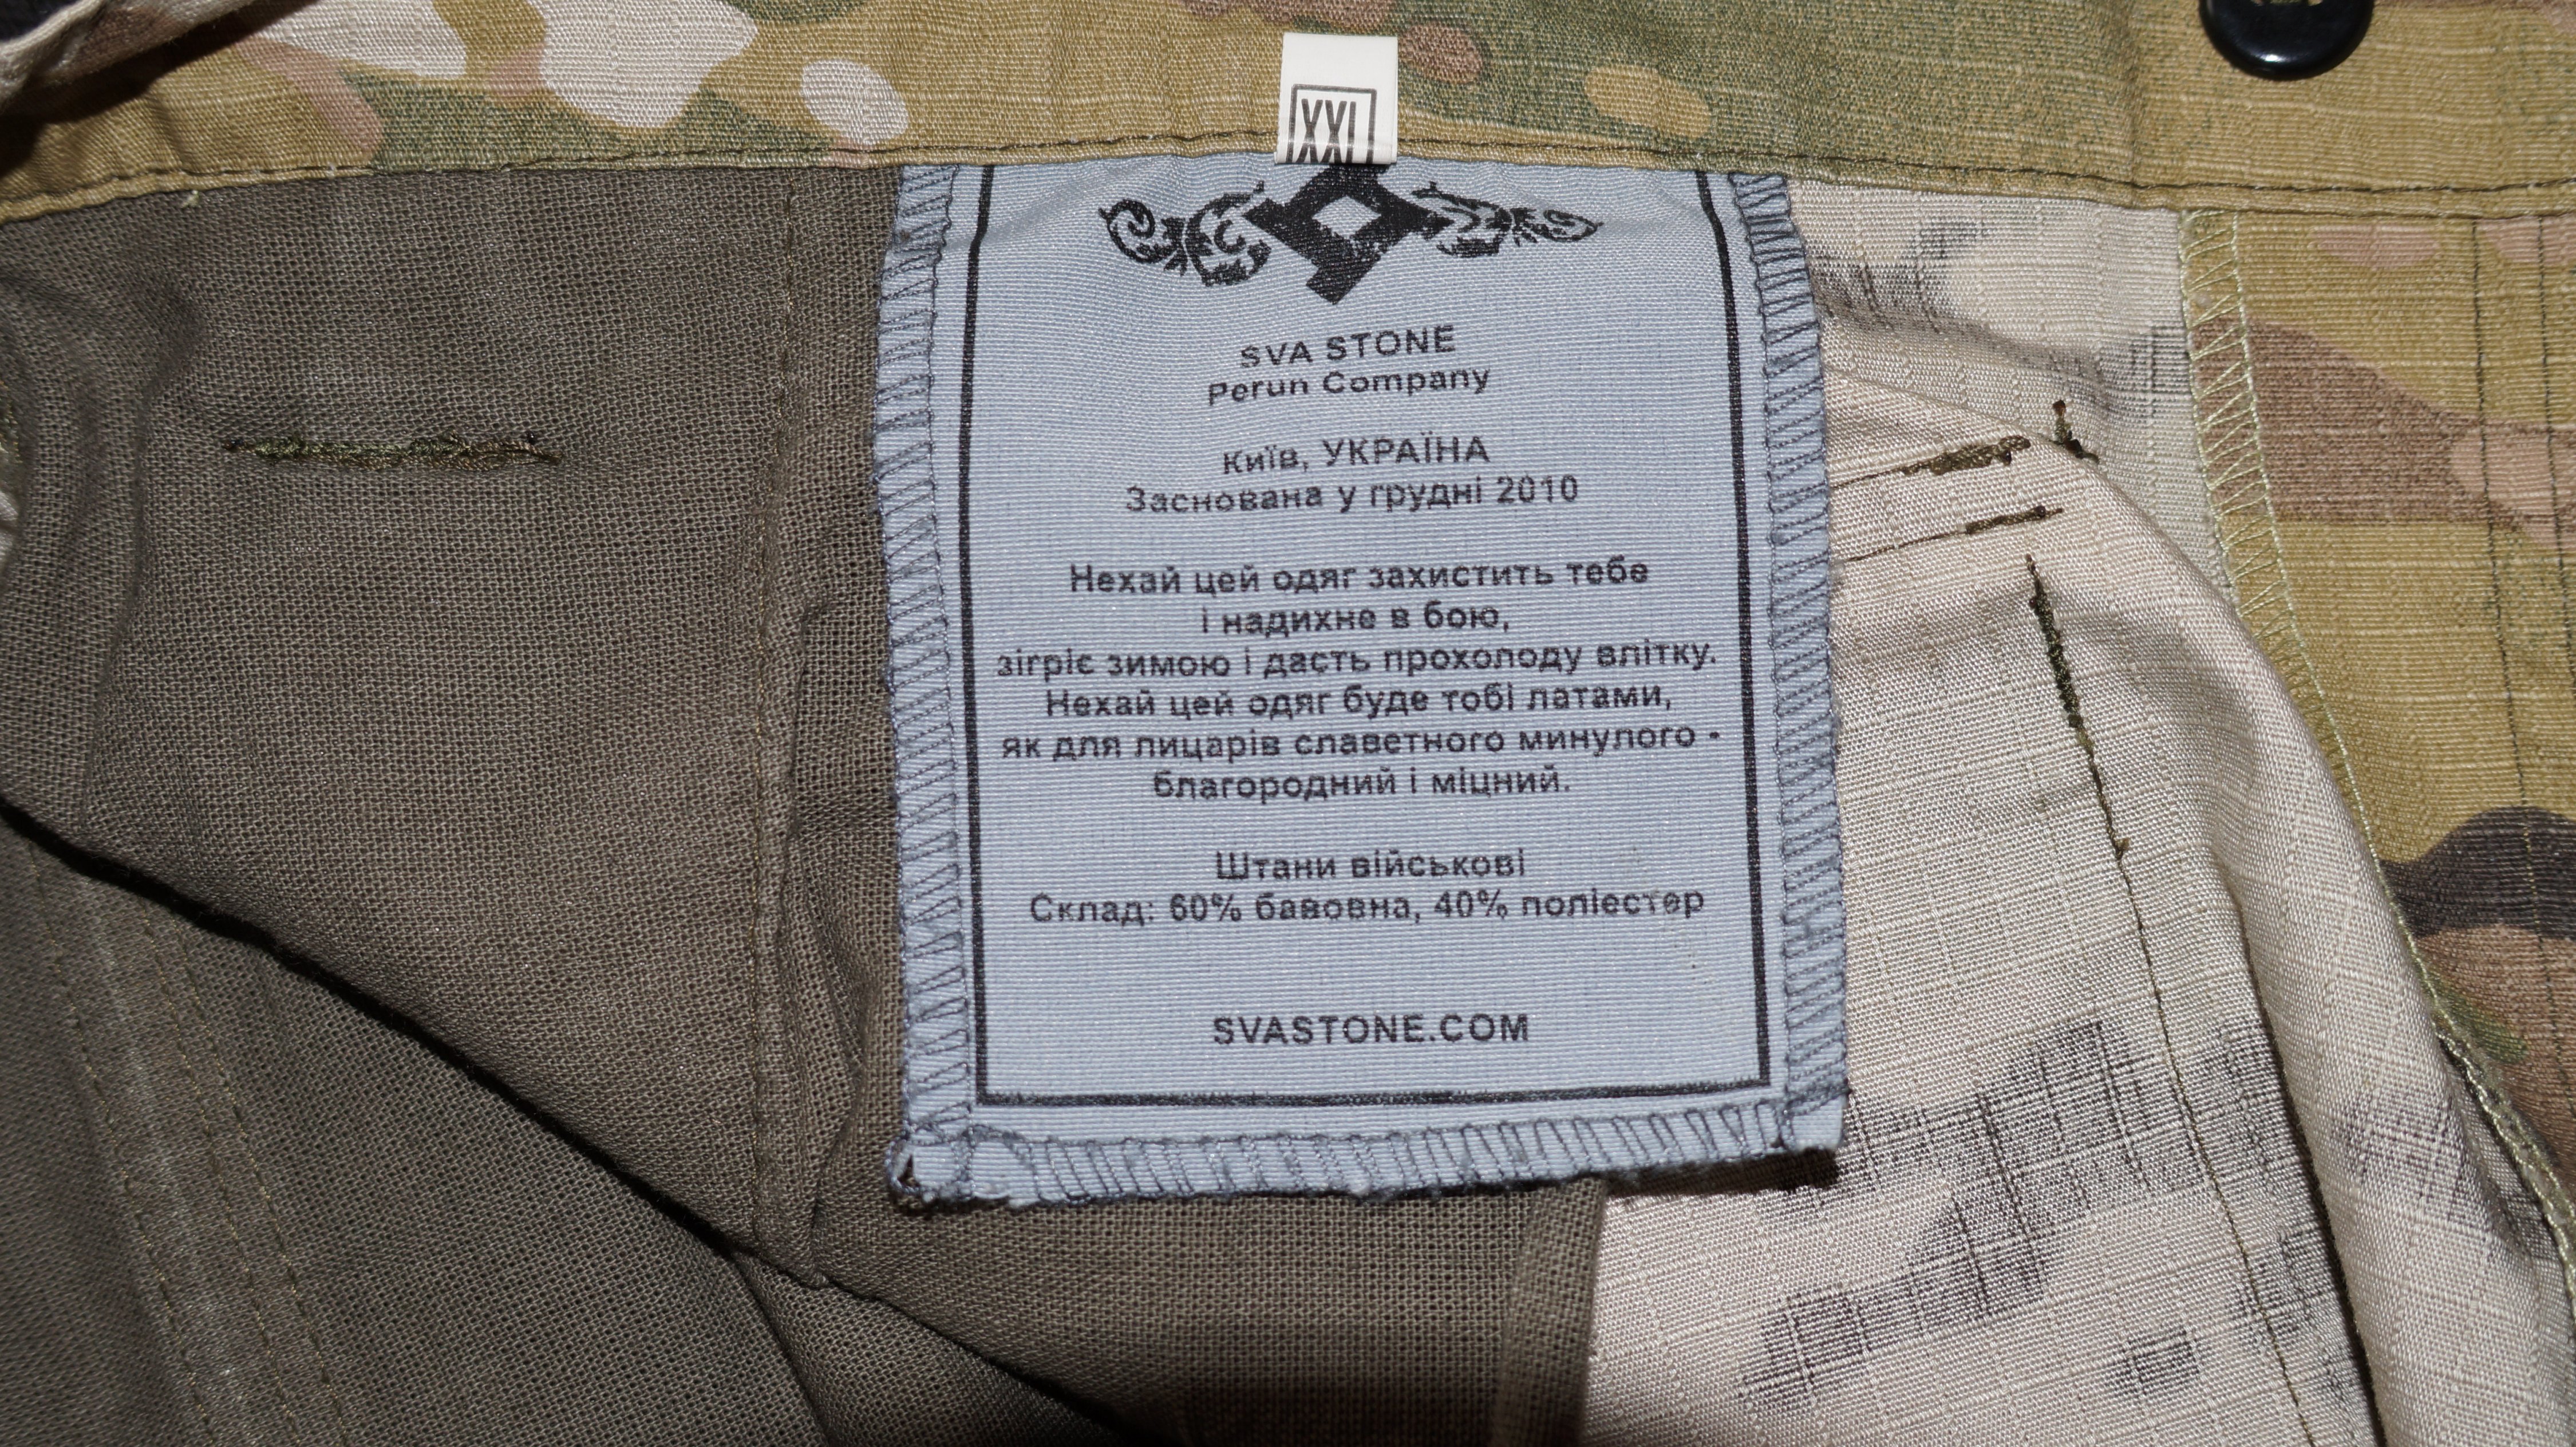 XXL
SVA STONE
Perun Company
Київ, УКРАЇНА
Заснована у грудні 2010
Нехай цей одяг захистить тебе
і надихне в бою,
зігріє зимою і дасть прохолоду влітку.
Нехай цей одяг буде тобі латами,
як для лицарів славетного минулого -
благородний і міцний.
Штани військові
Склад: 60% бавовна, 40% поліестер
SVASTONE.COM